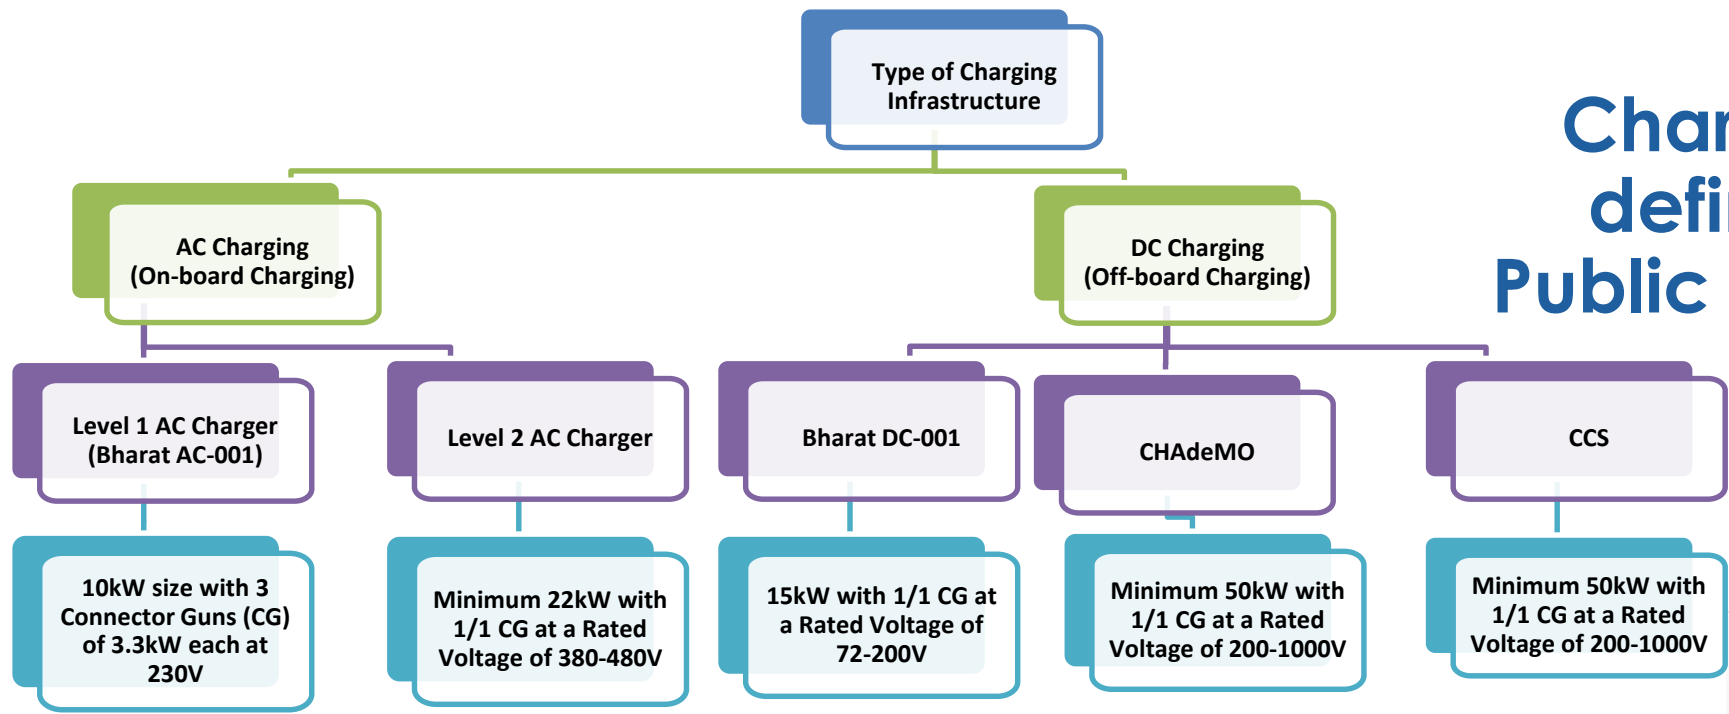 Type of Charging
Infrastructure
Public
AC Charging
(On-board Charging)
DC Charging
(Off-board Charging)
Level 1 AC Charger
(Bharat AC-001)
Level 2 AC Charger
Bharat DC-001
CHAdeMO
CCS
10kW size with 3
Connector Guns (CG)
of 3.3kW each at
230V
Minimum 22kW with
1/1 CG at a Rated
Voltage of 380-480V
15kW with 1/1 CG at
a Rated Voltage of
72-200V
Minimum 50kW with
1/1 CG at a Rated
Voltage of 200-1000V
Minimum 50kW with
1/1 CG at a Rated
Voltage of 200-1000V